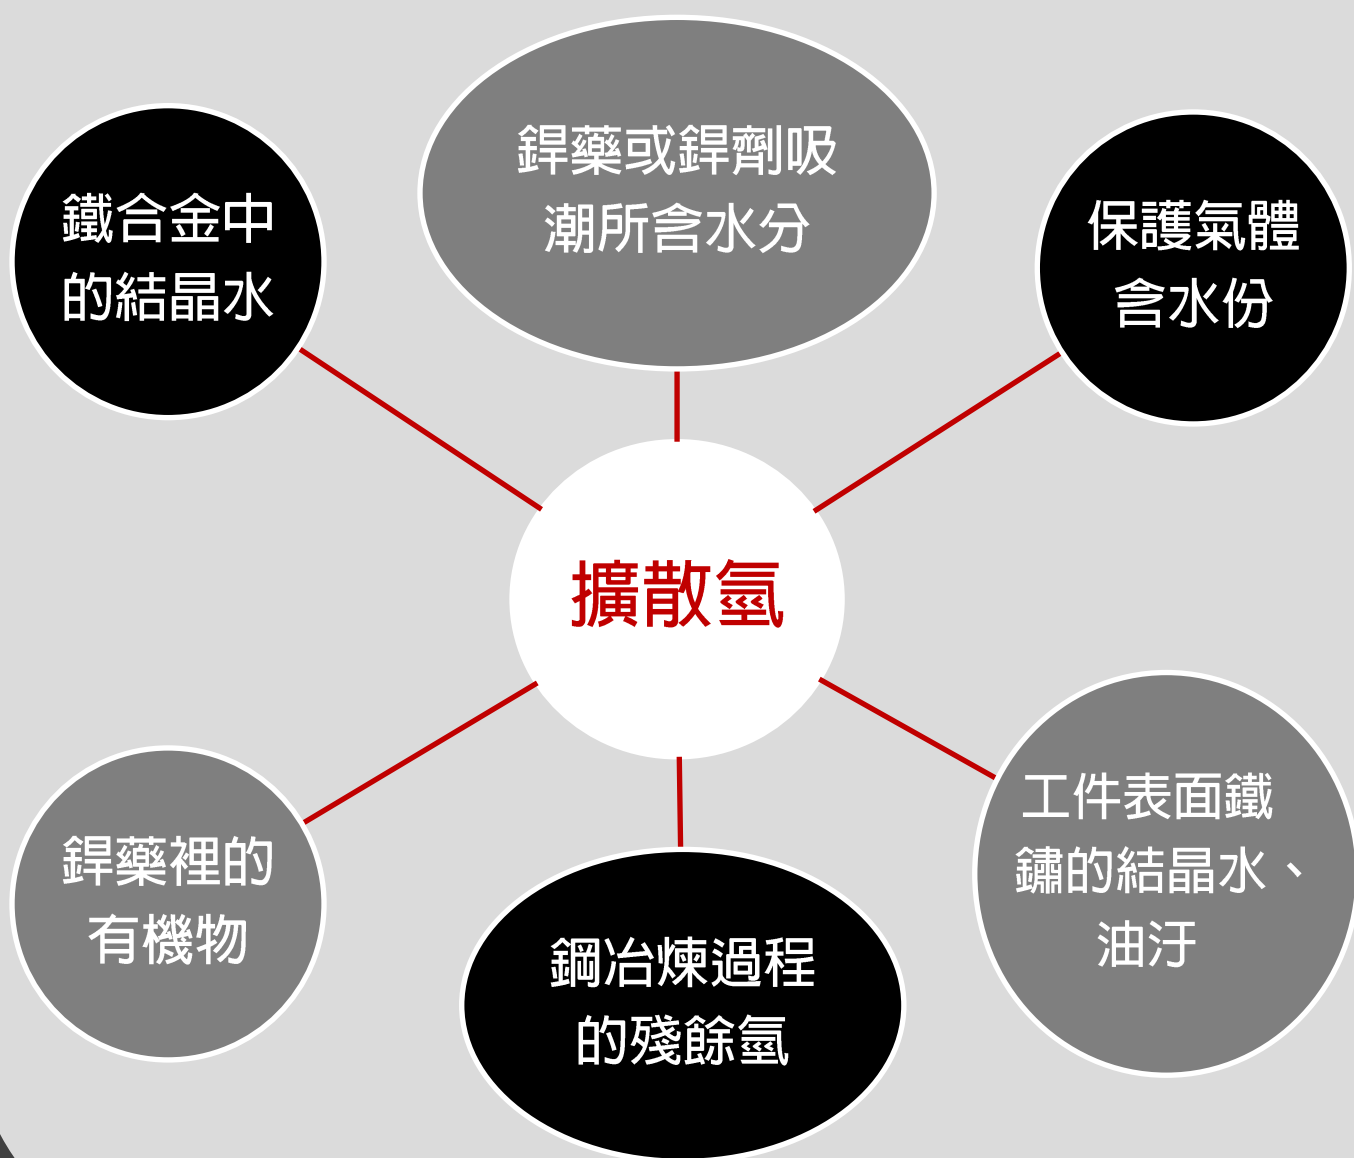 銲藥或銲劑吸
潮所含水分
鐵合金中
的結晶水
保護氣體
含水份
擴散氫
銲藥裡的
有機物
鋼冶煉過程
的殘餘氫
工件表面鐵
鏽的結晶水、
油汙